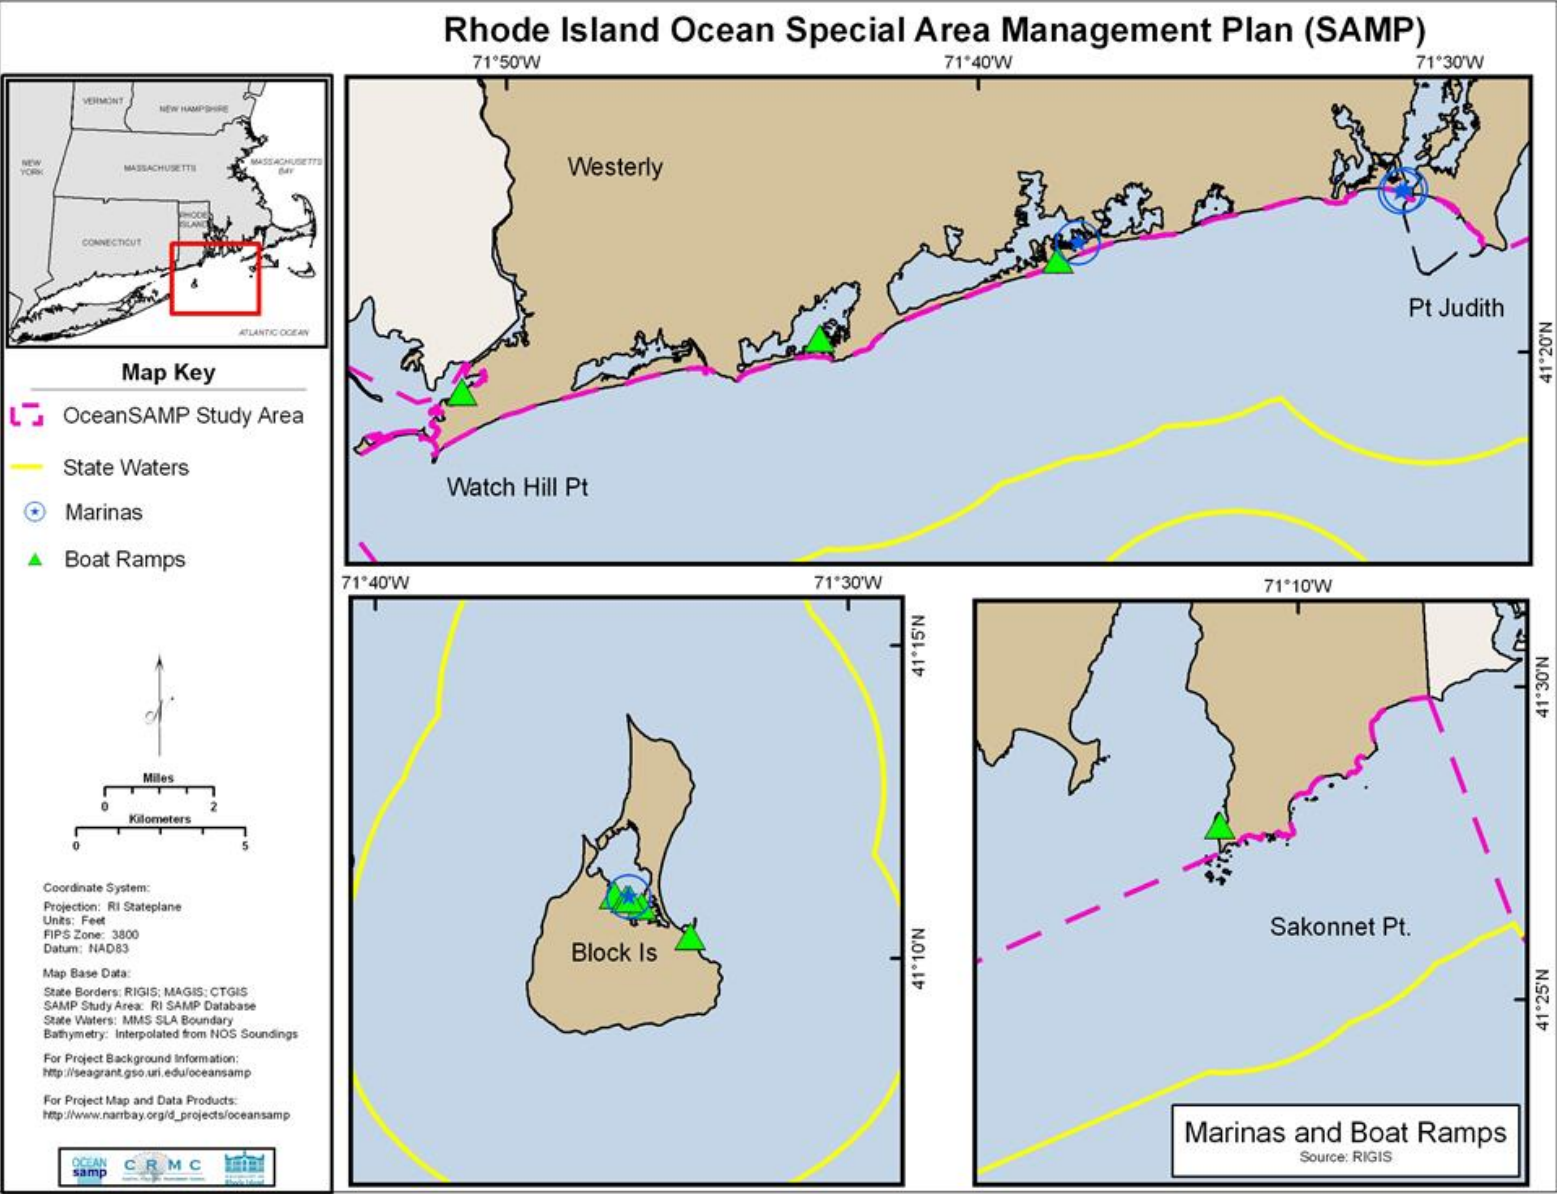 Rhode Island Ocean Special Area Management Plan (SAMP)
71°50'W
71°40'W
71°30'W
VERMONT
NEW HAMPSHIRE
NEW
YORK
MASSACHUSETTS
MASSACHUSETTS
BAY
RHODE
ISLAND
CONNECTICUT
ATLANTIC OCEAN
Westerly
Pt Judith
Watch Hill Pt
41°20'N
Map Key
OceanSAMP Study Area
State Waters
Marinas
Boat Ramps
N
Miles
0 2
Kilometers
0 5
Coordinate System:
Projection: RI Stateplane
Units: Feet
FIPS Zone: 3800
Datum: NAD83
Map Base Data:
State Borders: RIGIS; MAGIS; CTGIS
SAMP Study Area: RI SAMP Database
State Waters: MMS SLA Boundary
Bathymetry: Interpolated from NOS Soundings
For Project Background Information:
http://seagrant.gso.uri.edu/oceansamp
For Project Map and Data Products:
http://www.narrbay.org/d_projects/oceansamp
OCEAN
samp
C R M C
71°40'W
71°30'W
41°15'N
41°10'N
Block Is
71°10'W
41°30'N
41°25'N
Sakonnet Pt.
Marinas and Boat Ramps
Source: RIGIS